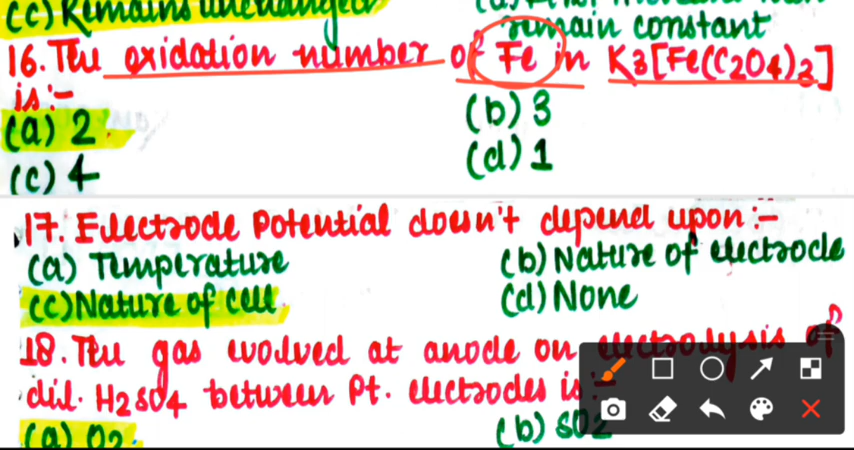 (c) Remains unchanged
remain constant
16. The oxidation number of Fe in K3[Fe(C2O4)3]
is:-
(a) 2
(b) 3
(c) 4
(d) 1
17. Electrode Potential doesn't depend upon:-
(a) Temperature
(b) Nature of electrode
(c) Nature of cell
(d) None
18. The gas evolved at anode on electrolysis of
dil. H2SO4 between Pt. electrodes is:-
(a) O2
(b) SO2